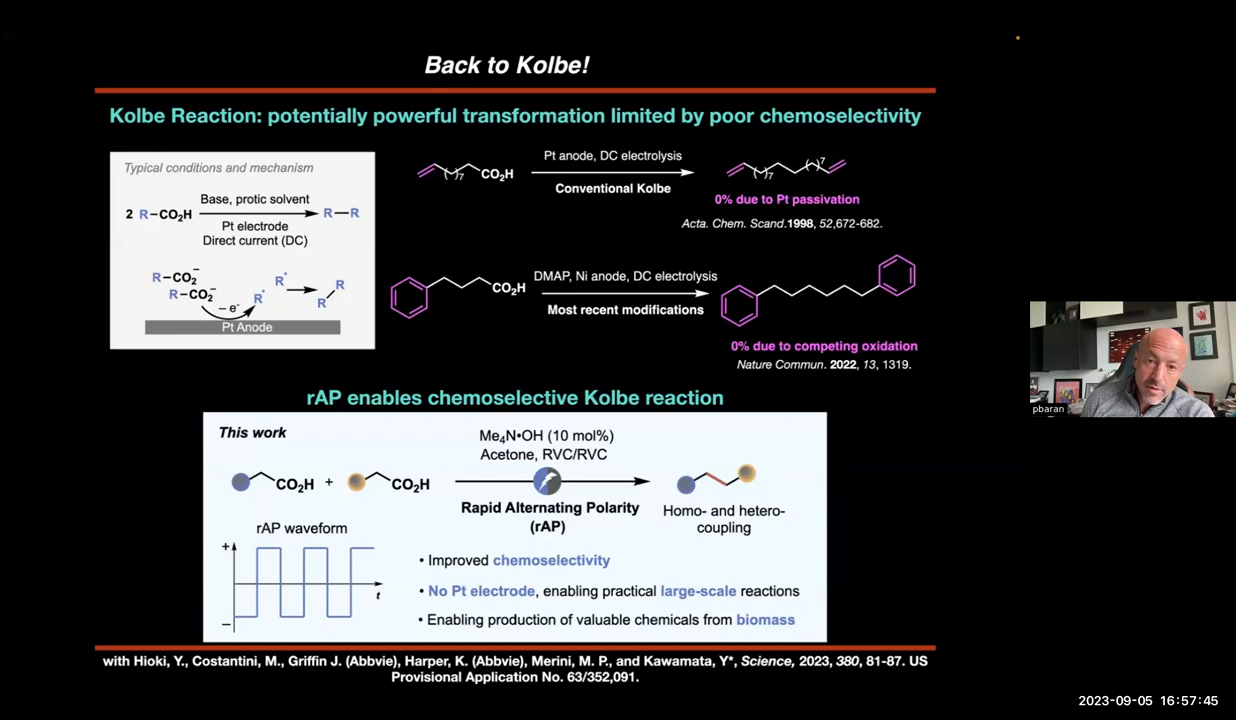 Back to Kolbe!
Kolbe Reaction: potentially powerful transformation limited by poor chemoselectivity
Typical conditions and mechanism
2 R–CO₂H
Base, protic solvent
Pt electrode
Direct current (DC)
R–R
R–CO₂⁻
R–CO₂⁻
– e⁻
R•
R•
R
R
Pt Anode
7
CO₂H
Pt anode, DC electrolysis
Conventional Kolbe
7
7
0% due to Pt passivation
Acta. Chem. Scand.1998, 52,672-682.
CO₂H
DMAP, Ni anode, DC electrolysis
Most recent modifications
0% due to competing oxidation
Nature Commun. 2022, 13, 1319.
rAP enables chemoselective Kolbe reaction
This work
CO₂H + CO₂H
Me₄N•OH (10 mol%)
Acetone, RVC/RVC
Rapid Alternating Polarity
(rAP)
Homo- and hetero-
coupling
rAP waveform
+
–
t
• Improved chemoselectivity
• No Pt electrode, enabling practical large-scale reactions
• Enabling production of valuable chemicals from biomass
with Hioki, Y., Costantini, M., Griffin J. (Abbvie), Harper, K. (Abbvie), Merini, M. P., and Kawamata, Y*, Science, 2023, 380, 81-87. US
Provisional Application No. 63/352,091.
pbaran
2023-09-05 16:57:45